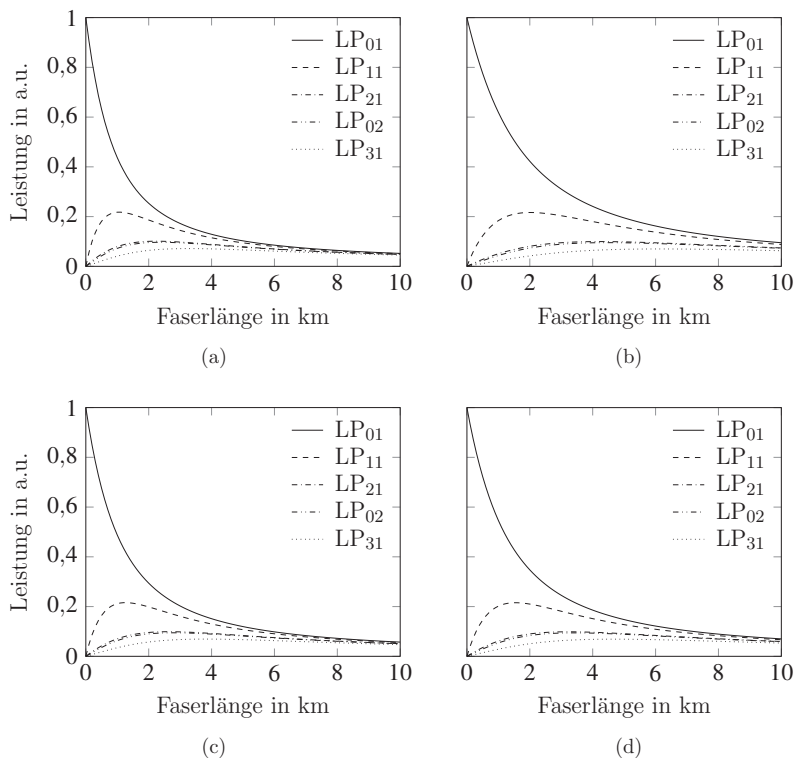 1
0,8
0,6
0,4
0,2
0
Leistung in a.u.
LP01
LP11
LP21
LP02
LP31
0 2 4 6 8 10
Faserlänge in km
(a)
LP01
LP11
LP21
LP02
LP31
0 2 4 6 8 10
Faserlänge in km
(b)
1
0,8
0,6
0,4
0,2
0
Leistung in a.u.
LP01
LP11
LP21
LP02
LP31
0 2 4 6 8 10
Faserlänge in km
(c)
LP01
LP11
LP21
LP02
LP31
0 2 4 6 8 10
Faserlänge in km
(d)